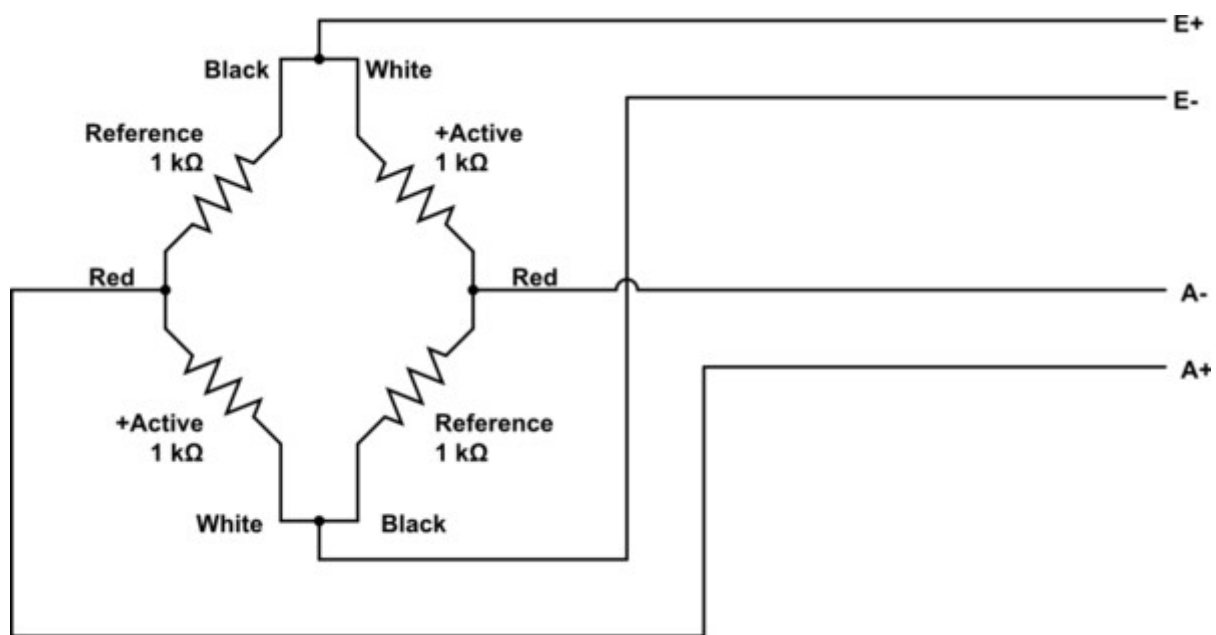 E+
Black
White
E-
Reference
1 kΩ
+Active
1 kΩ
Red
Red
A-
A+
+Active
1 kΩ
Reference
1 kΩ
White
Black